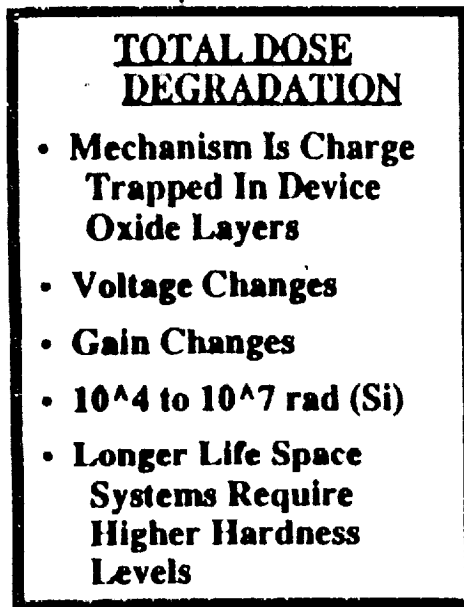 TOTAL DOSE
DEGRADATION
• Mechanism Is Charge
Trapped In Device
Oxide Layers
• Voltage Changes
• Gain Changes
• 10^4 to 10^7 rad (Si)
• Longer Life Space
Systems Require
Higher Hardness
Levels